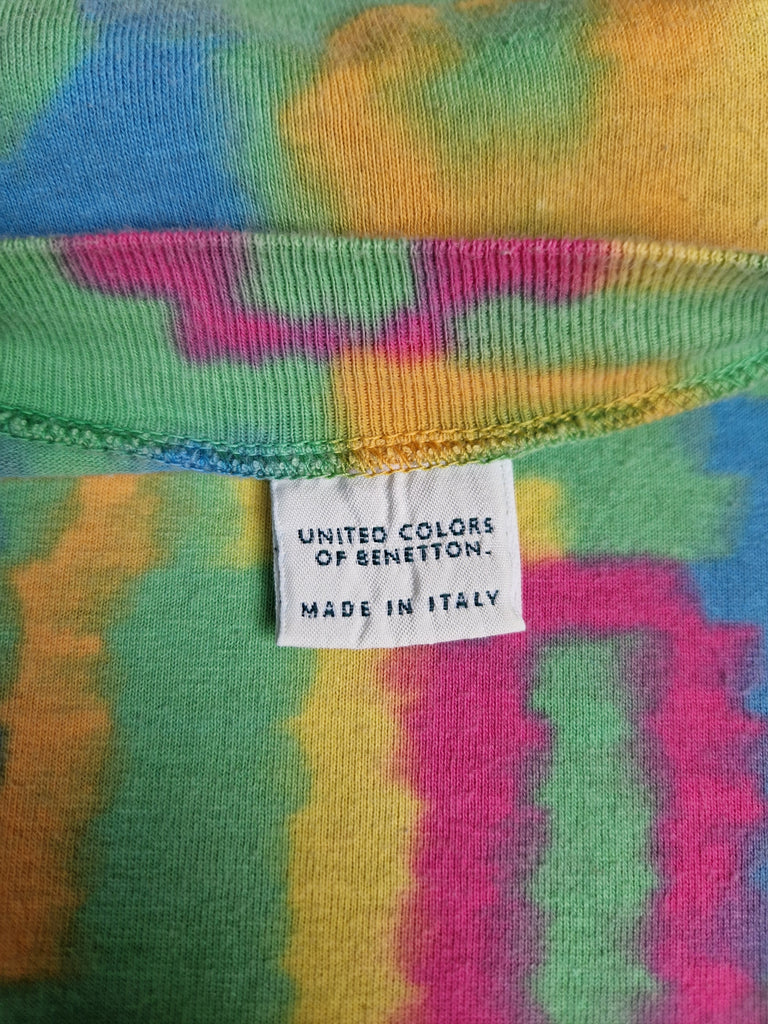 UNITED COLORS
OF BENETTON.
MADE IN ITALY